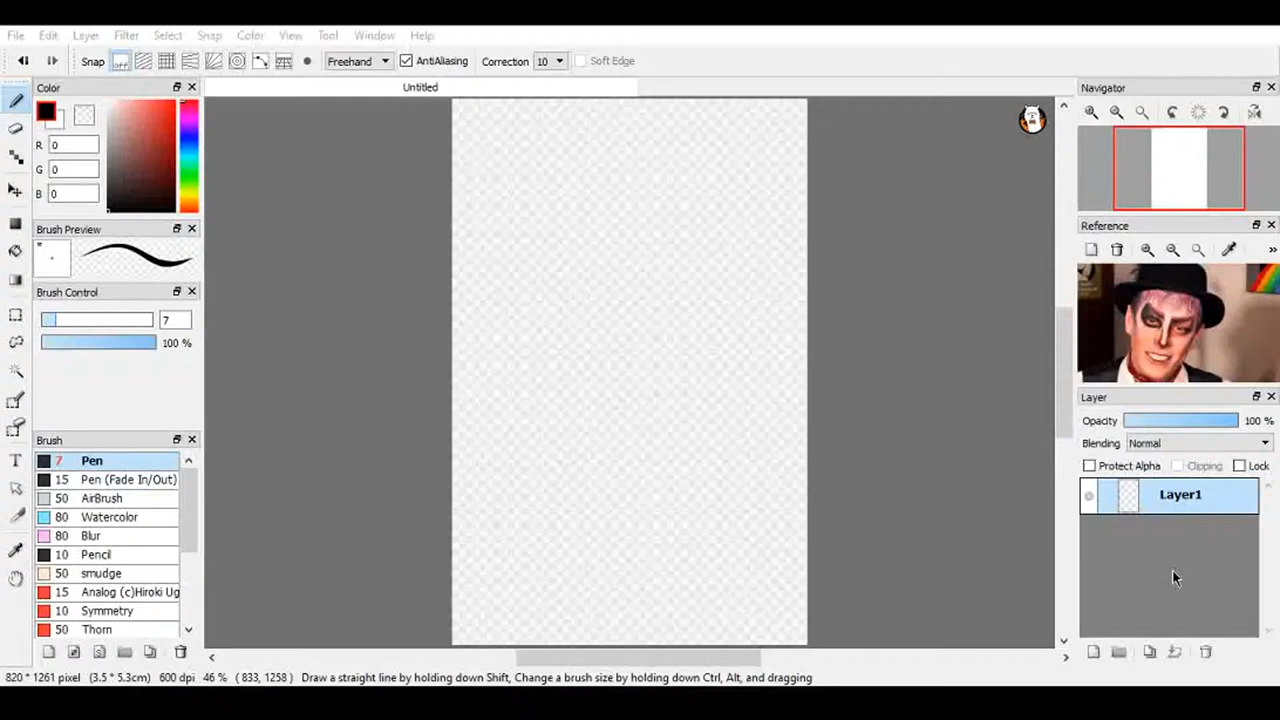 File Edit Layer Filter Select Snap Color View Tool Window Help
Snap off Freehand AntiAliasing Correction 10 Soft Edge
Color
Untitled
Navigator
R 0
G 0
B 0
Brush Preview
Reference
Brush Control
7
100 %
Layer
Opacity 100 %
Blending Normal
Protect Alpha Clipping Lock
Layer1
Brush
7 Pen
15 Pen (Fade In/Out)
50 AirBrush
80 Watercolor
80 Blur
10 Pencil
50 smudge
15 Analog (c)Hiroki Ug
10 Symmetry
50 Thorn
820 * 1261 pixel (3.5 * 5.3cm) 600 dpi 46 % ( 833, 1258 ) Draw a straight line by holding down Shift, Change a brush size by holding down Ctrl, Alt, and dragging